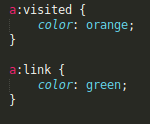 a:visited {
    color: orange;
}

a:link {
    color: green;
}